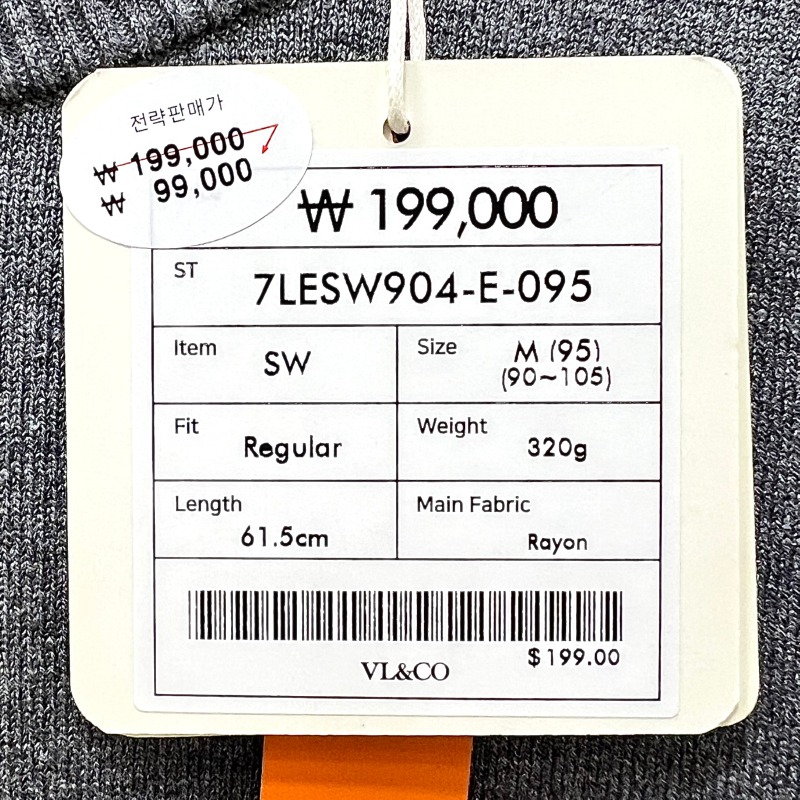 전략판매가
₩ 199,000
₩ 99,000
₩ 199,000
ST 7LESW904-E-095
Item SW
Size M (95)
(90~105)
Fit Regular
Weight 320g
Length 61.5cm
Main Fabric Rayon
$199.00
VL&CO